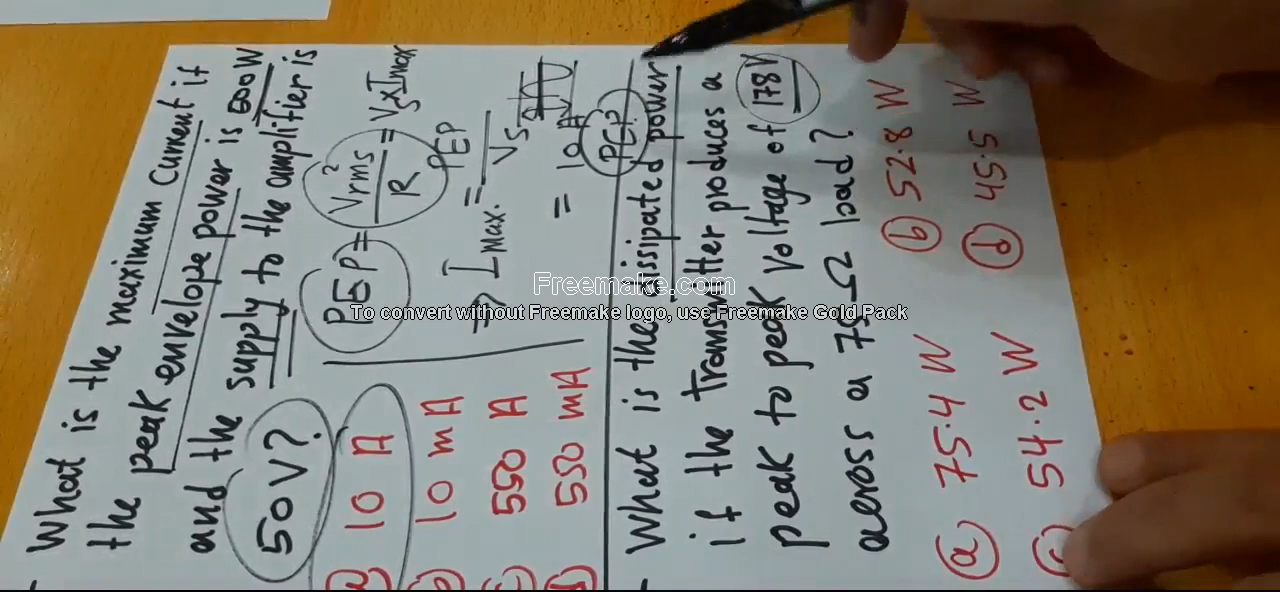 - What is the maximum current if
the peak envelope power is 500W
and the supply to the amplifier is
50V?
a) 10 A
b) 10 mA
c) 550 A
d) 550 mA
PEP = Vrms² / R = Vs × Imax
⇒ Imax. = PEP / Vs
= 10 A
PEP
- What is the dissipated power
if the transmitter produces a
peak to peak voltage of 178V
across a 75-Ω load?
a 75.4 W
b 52.8 W
c 54.2 W
d 45.5 W
Freemake.com
To convert without Freemake logo, use Freemake Gold Pack